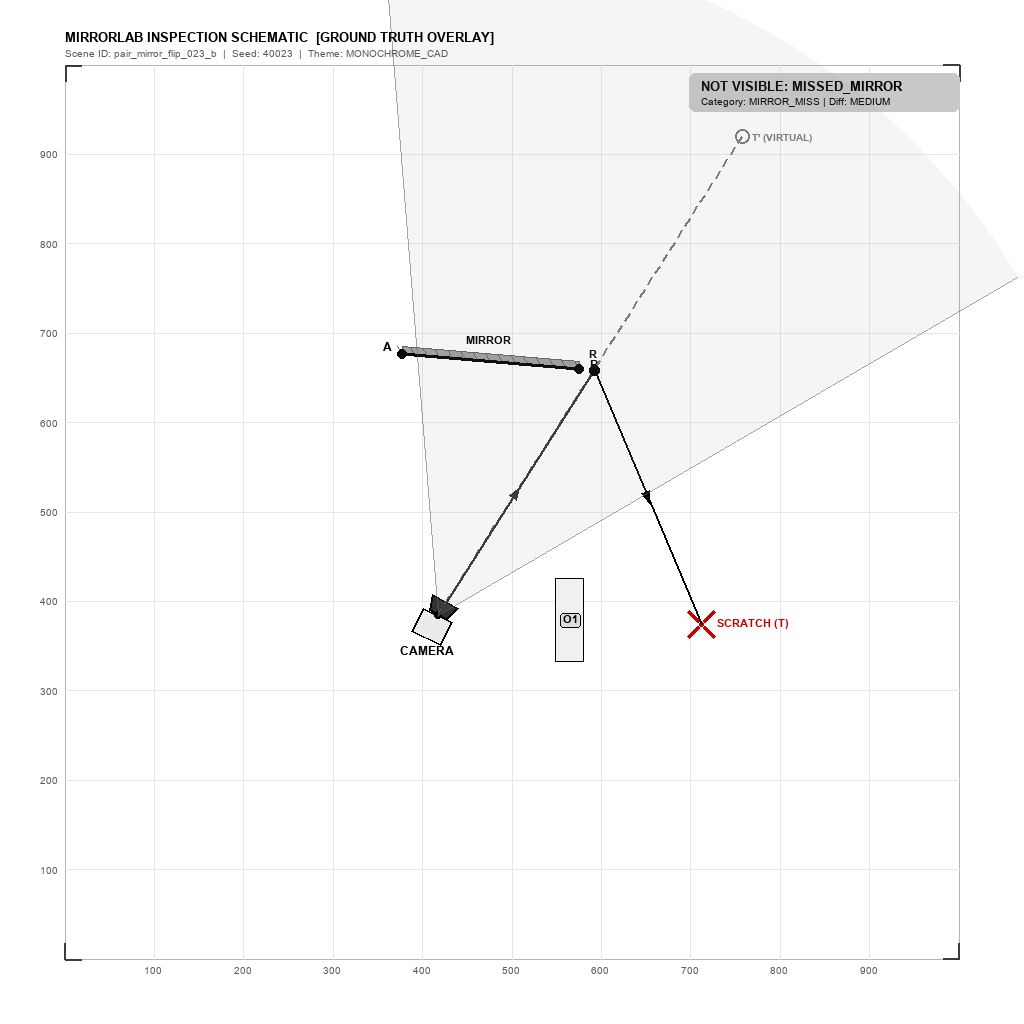 MIRRORLAB INSPECTION SCHEMATIC [GROUND TRUTH OVERLAY]
Scene ID: pair_mirror_flip_023_b | Seed: 40023 | Theme: MONOCHROME_CAD
NOT VISIBLE: MISSED_MIRROR
Category: MIRROR_MISS | Diff: MEDIUM
T' (VIRTUAL)
900
800
700
MIRROR
A
R
B
600
500
400
O1
SCRATCH (T)
CAMERA
300
200
100
100 200 300 400 500 600 700 800 900